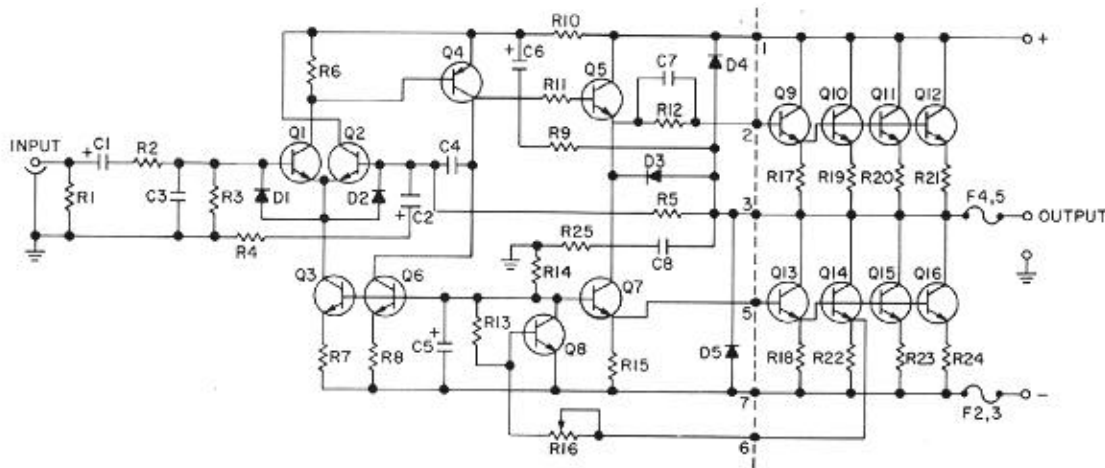 R10
1
+
Q4
C6
Q5
C7
D4
R6
Q9
Q10
Q11
Q12
R11
R12
2
Q1
Q2
INPUT
C1
R2
C4
R9
D3
R17
R19
R20
R21
R1
C3
R3
D1
D2
C2
R5
3
F4,5
OUTPUT
R4
R25
C8
R14
Q3
Q6
Q7
Q13
Q14
Q15
Q16
5
R13
C5
Q8
R7
R8
R15
D5
R18
R22
R23
R24
7
F2,3
-
R16
6